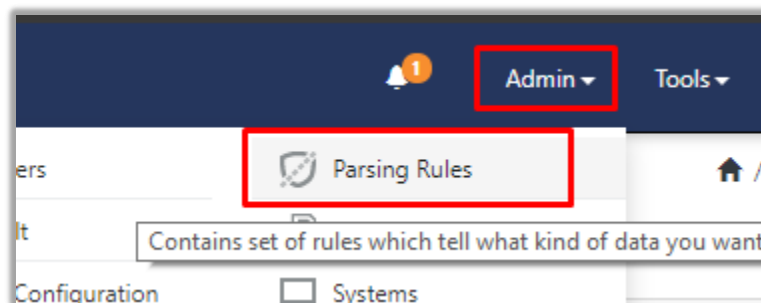 1
Admin
Tools
ers
Parsing Rules
/
lt
Contains set of rules which tell what kind of data you want
Configuration
Systems